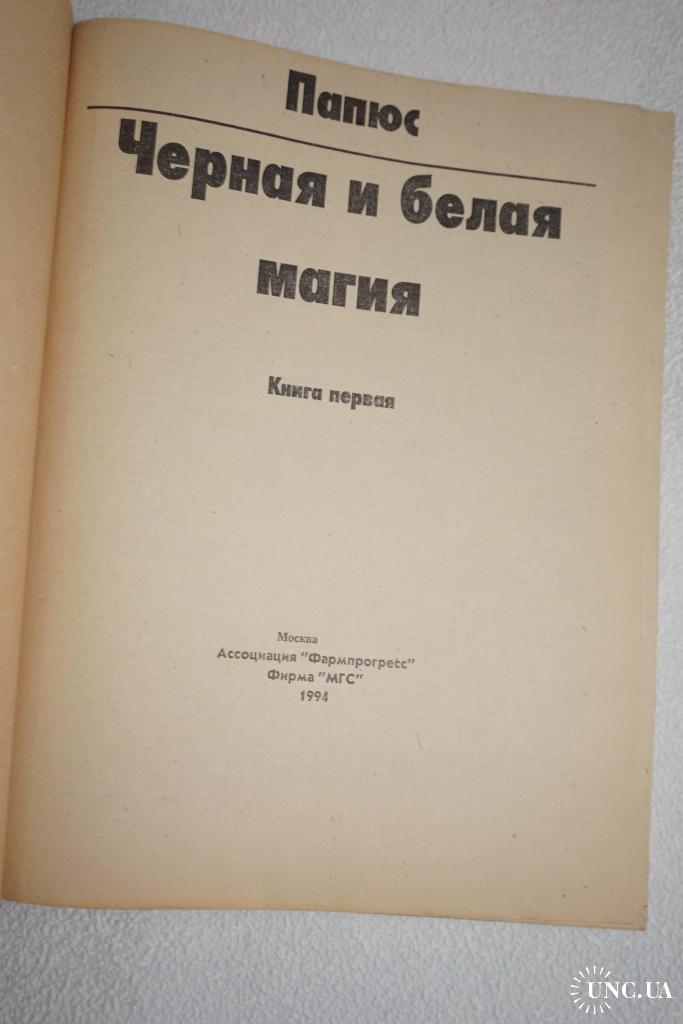 Папюс
Черная и белая
магия
Книга первая
Москва
Ассоциация "Фармпрогресс"
Фирма "МГС"
1994
UNC.UA